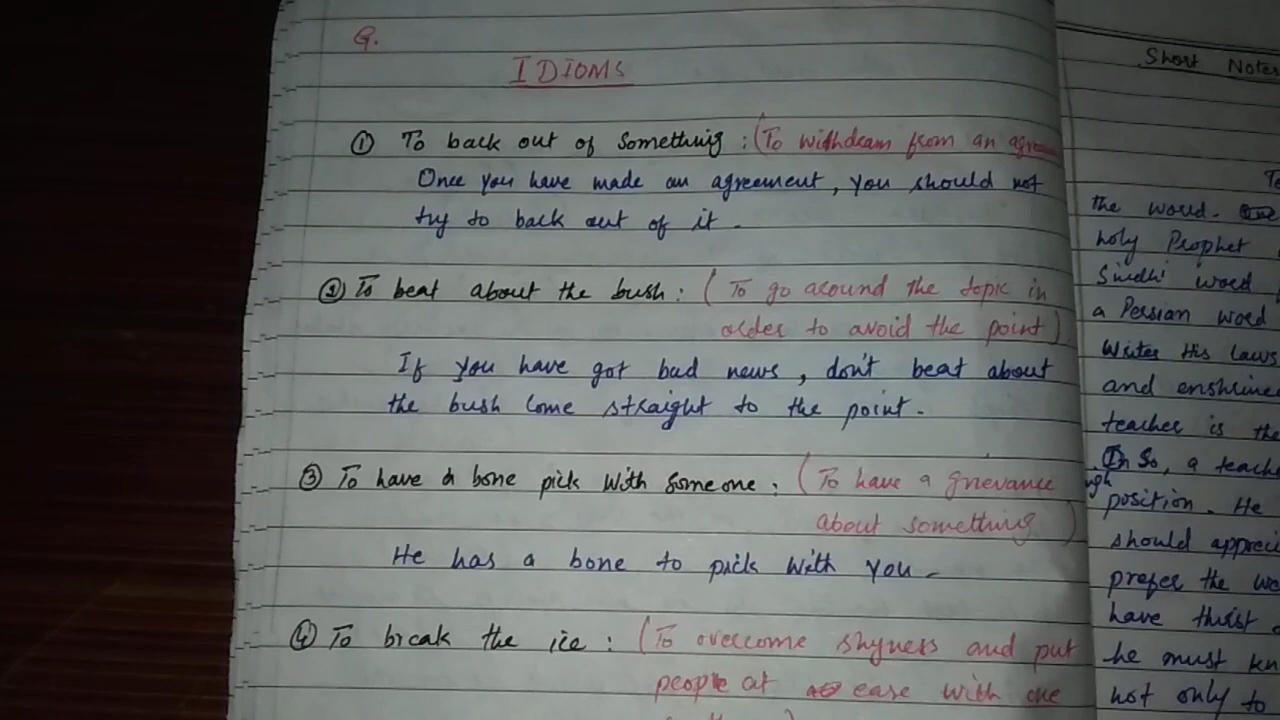 G.
IDIOMS
① To back out of Something : (To withdraw from an
Once you have made an agreement, you should not
try to back out of it.
② To beat about the bush : ( To go around the topic in
order to avoid the point )
If you have got bad news, don't beat about
the bush Come straight to the point.
③ To have a bone pick With Someone : ( To have a grievance
about something )
He has a bone to pick with you.
④ To break the ice : ( To overcome shyness and put
people at ease with one
Short Notes
the word.
holy Prophet
Sindhi word
a Persian word
Writes His Laws
and enshrine
teacher is the
So, a teach
position. He
should appreci
prefer the
have thirst
he must
not only to